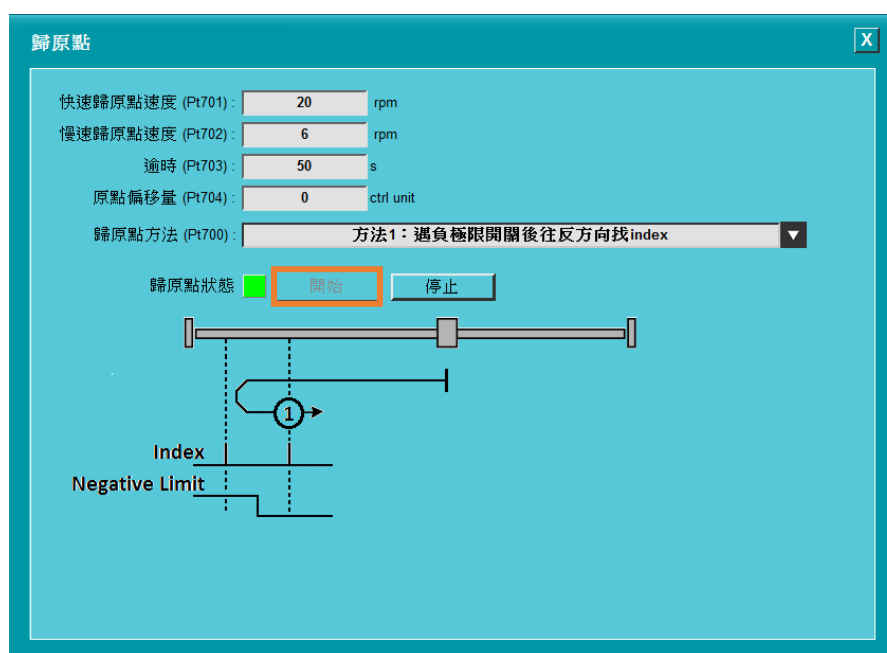 歸原點 X
快速歸原點速度 (Pt701) : 20 rpm
慢速歸原點速度 (Pt702) : 6 rpm
逾時 (Pt703) : 50 s
原點偏移量 (Pt704) : 0 ctrl unit
歸原點方法 (Pt700) : 方法1：遇負極限開關後往反方向找index
歸原點狀態 開始 停止
1
Index
Negative Limit